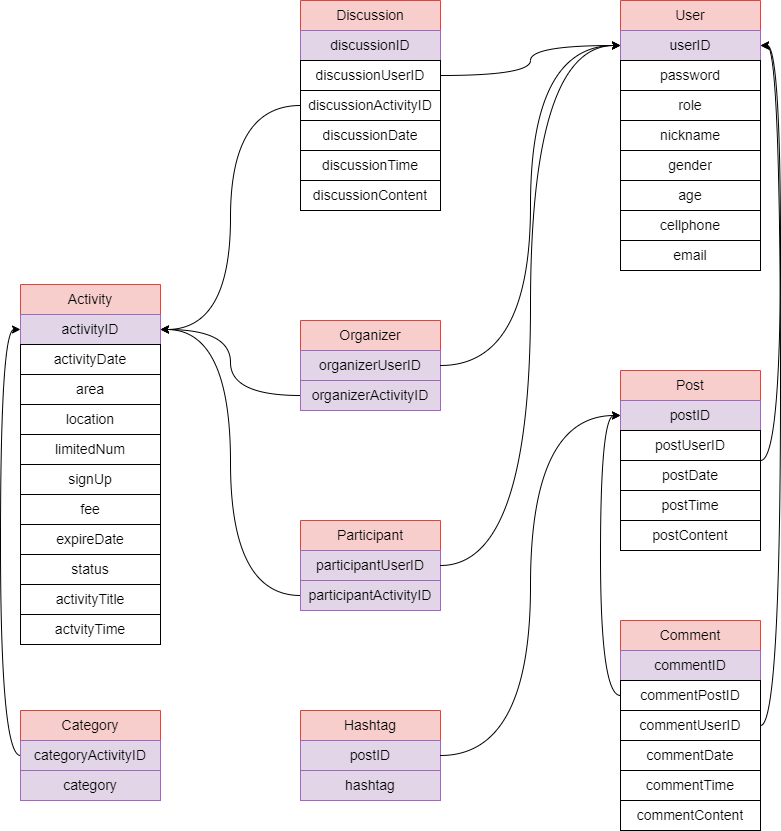 Discussion
discussionID
discussionUserID
discussionActivityID
discussionDate
discussionTime
discussionContent
User
userID
password
role
nickname
gender
age
cellphone
email
Activity
activityID
activityDate
area
location
limitedNum
signUp
fee
expireDate
status
activityTitle
actvityTime
Organizer
organizerUserID
organizerActivityID
Post
postID
postUserID
postDate
postTime
postContent
Participant
participantUserID
participantActivityID
Comment
commentID
commentPostID
commentUserID
commentDate
commentTime
commentContent
Category
categoryActivityID
category
Hashtag
postID
hashtag